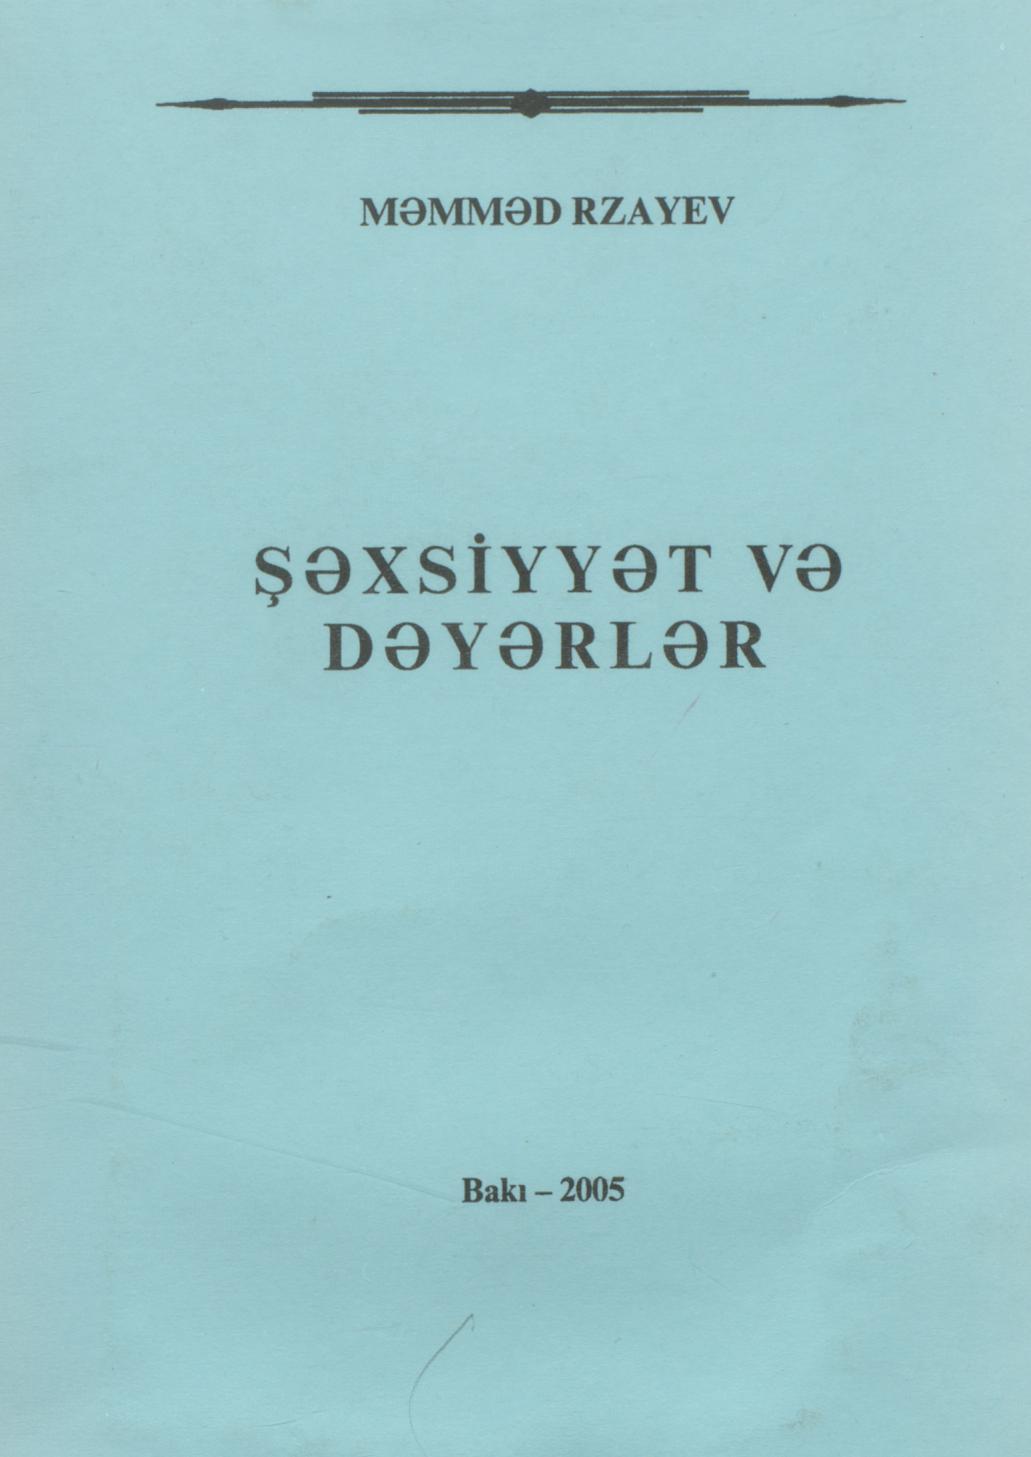 MƏMMƏD RZAYEV
ŞƏXSİYYƏT VƏ
DƏYƏRLƏR
Bakı – 2005